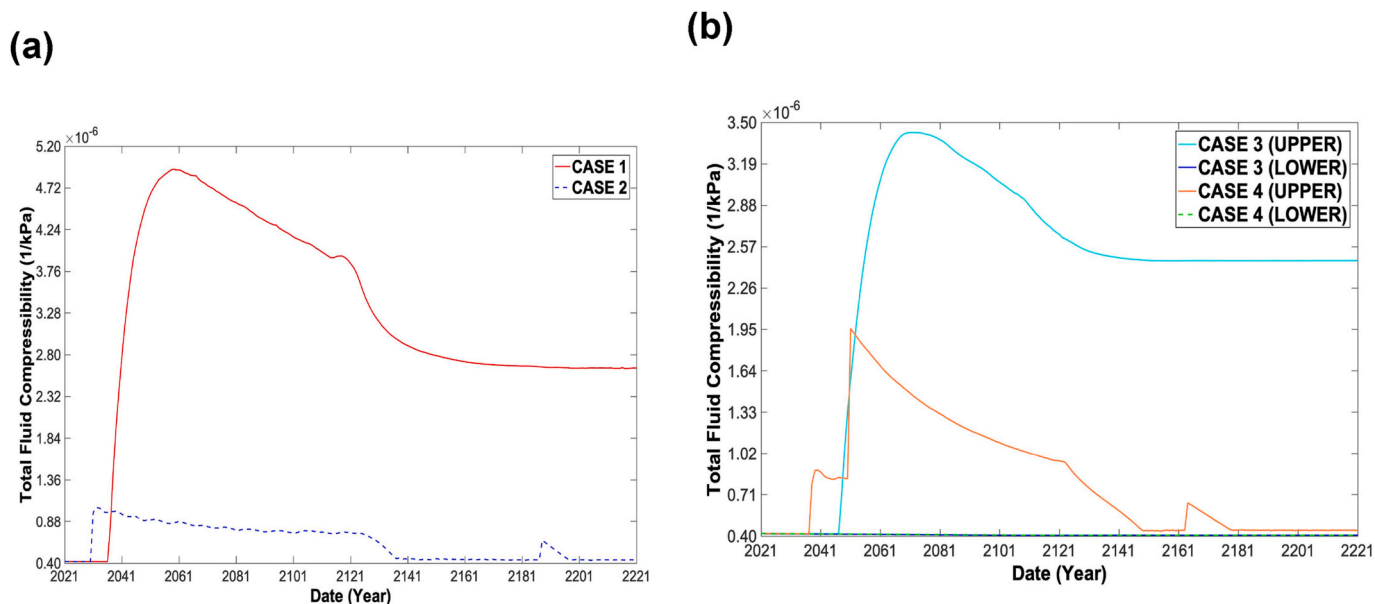 (a)
×10⁻⁶
5.20
4.72
4.24
3.76
3.28
2.80
2.32
1.84
1.36
0.88
0.40
Total Fluid Compressibility (1/kPa)
CASE 1
CASE 2
2021 2041 2061 2081 2101 2121 2141 2161 2181 2201 2221
Date (Year)
(b)
×10⁻⁶
3.50
3.19
2.88
2.57
2.26
1.95
1.64
1.33
1.02
0.71
0.40
Total Fluid Compressibility (1/kPa)
CASE 3 (UPPER)
CASE 3 (LOWER)
CASE 4 (UPPER)
CASE 4 (LOWER)
2021 2041 2061 2081 2101 2121 2141 2161 2181 2201 2221
Date (Year)